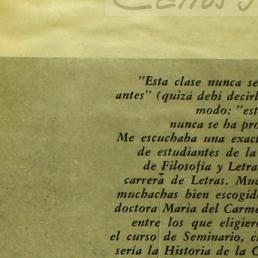 "Esta clase nunca se
antes" (quizá debí decirl
modo: "est
nunca se ha pro
Me escuchaba una exact
de estudiantes de la
de Filosofía y Letra
carrera de Letras. Muc
muchachas bien escogid
doctora María del Carme
entre los que eligier
el curso de Seminario, c
sería la Historia de la C